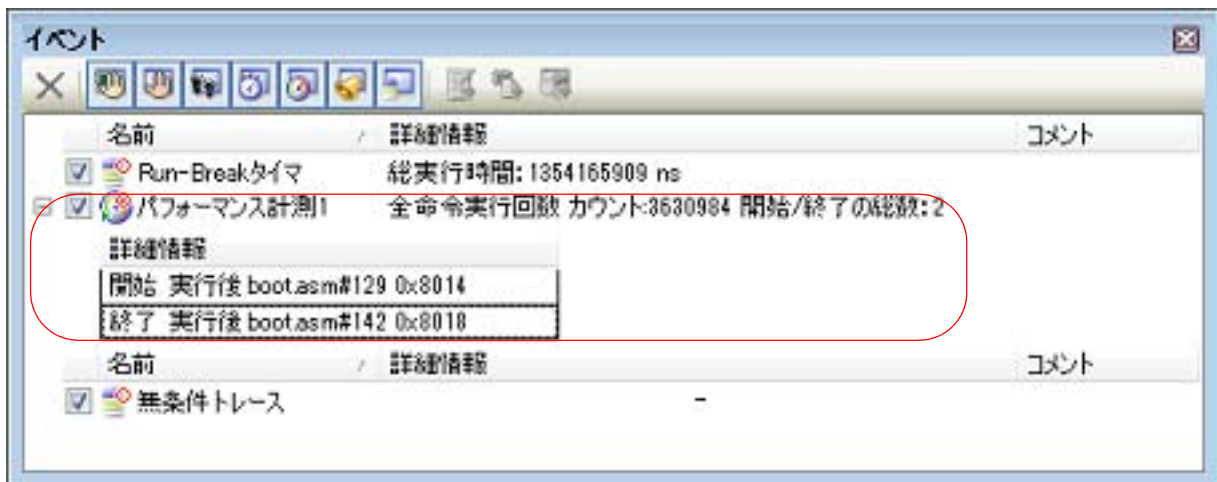 イベント
名前 詳細情報 コメント
Run-Breakタイマ 総実行時間: 1354165909 ns
パフォーマンス計測1 全命令実行回数 カウント:3630984 開始/終了の総数: 2
詳細情報
開始 実行後 boot.asm#129 0x8014
終了 実行後 boot.asm#142 0x8018
名前 詳細情報 コメント
無条件トレース -